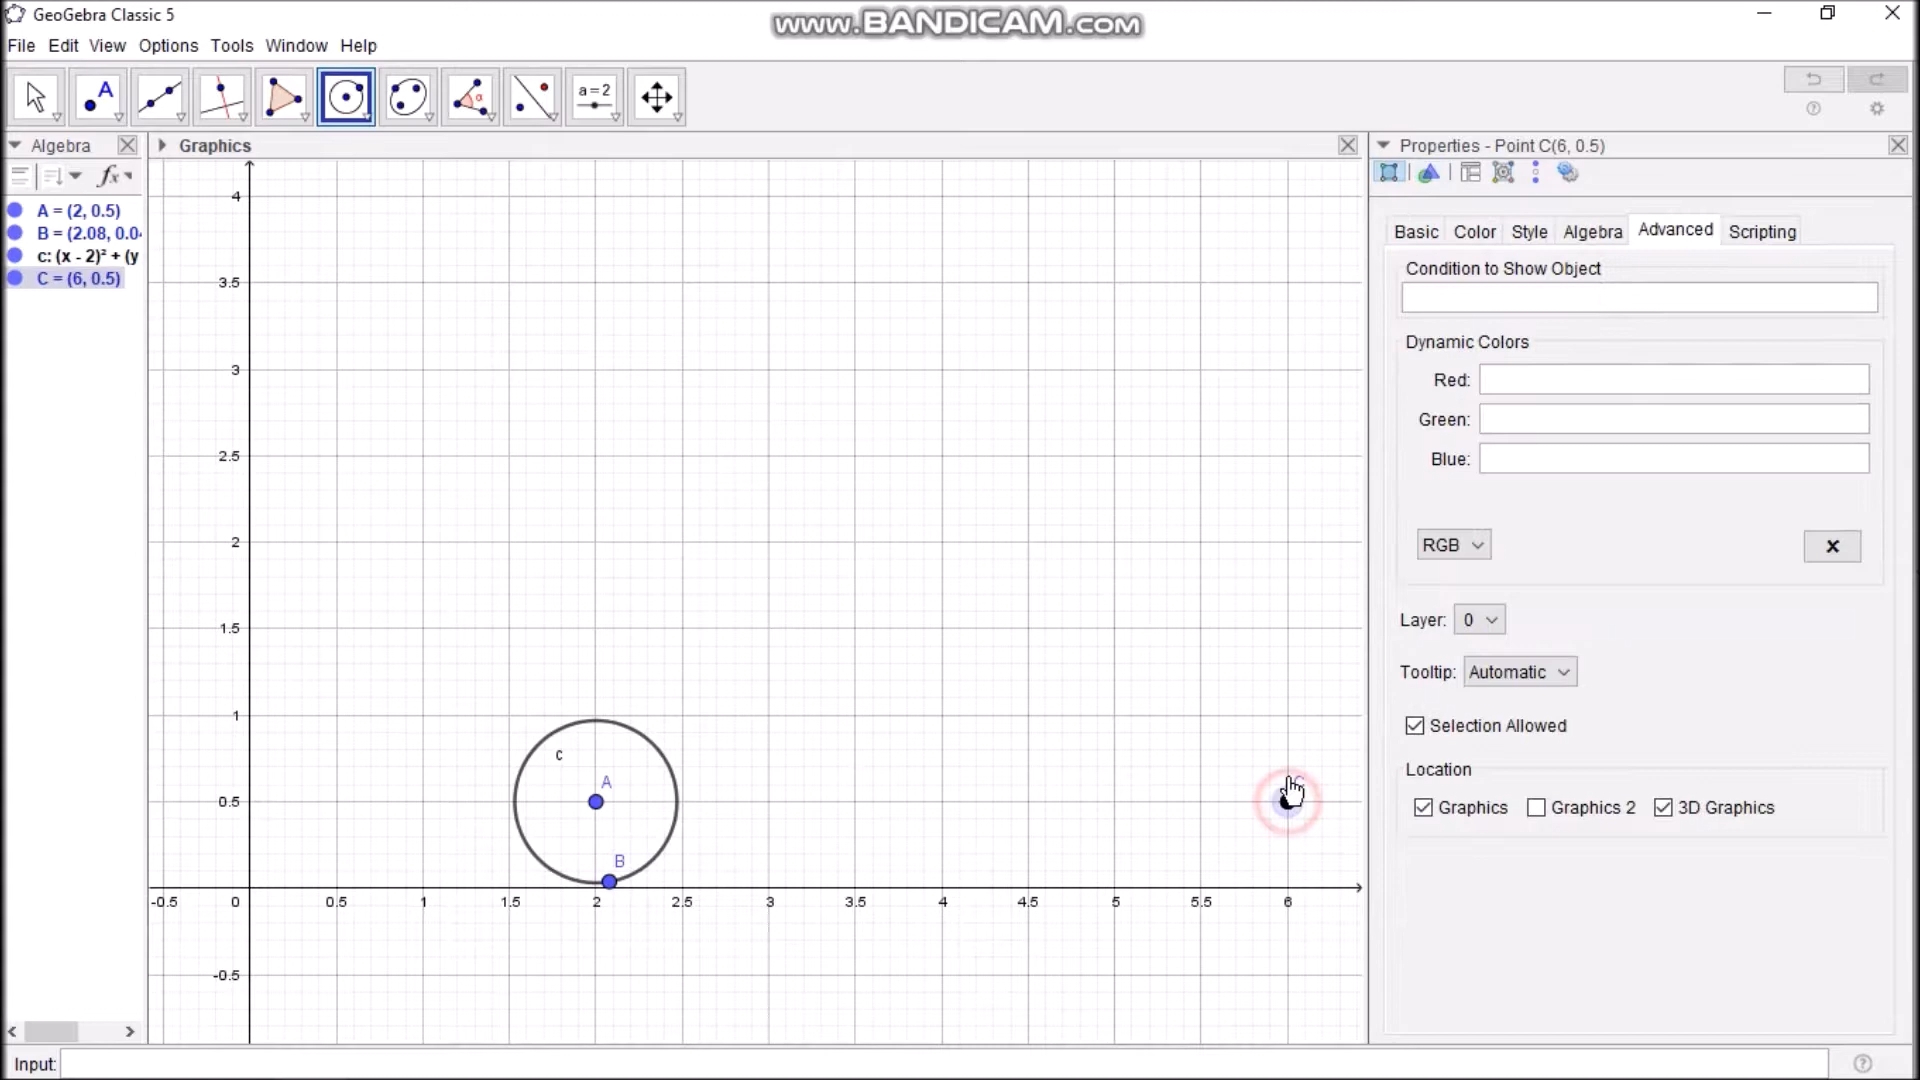 GeoGebra Classic 5
www.BANDICAM.com
File Edit View Options Tools Window Help
A
α
a = 2
Algebra
Graphics
Properties - Point C(6, 0.5)
fx
A = (2, 0.5)
B = (2.08, 0.0
c: (x - 2)² + (y
C = (6, 0.5)
Basic Color Style Algebra Advanced Scripting
Condition to Show Object
Dynamic Colors
Red:
Green:
Blue:
RGB
Layer: 0
Tooltip: Automatic
Selection Allowed
Location
Graphics Graphics 2 3D Graphics
4
3.5
3
2.5
2
1.5
1
0.5
-0.5
c
A
B
C
-0.5 0 0.5 1 1.5 2 2.5 3 3.5 4 4.5 5 5.5 6
Input: